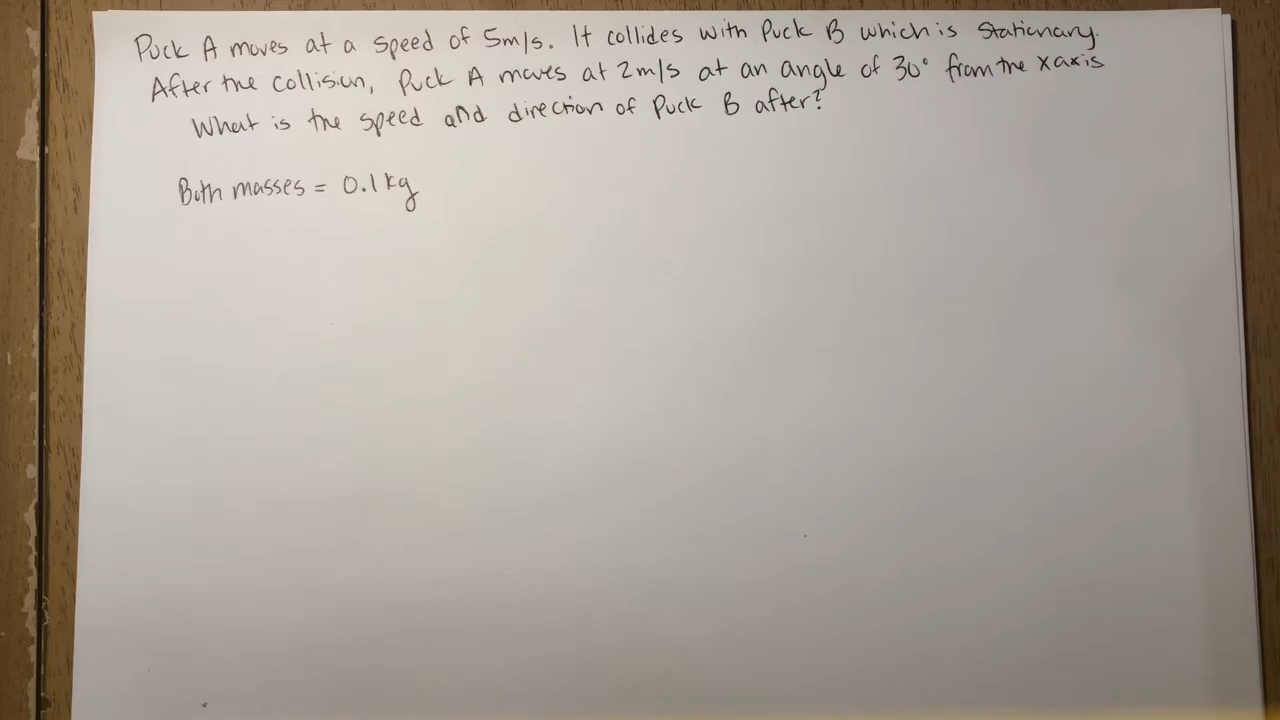 Puck A moves at a speed of 5m/s. It collides with Puck B which is stationary.
After the collision, Puck A moves at 2m/s at an angle of 30° from the x axis
What is the speed and direction of Puck B after?
Both masses = 0.1kg